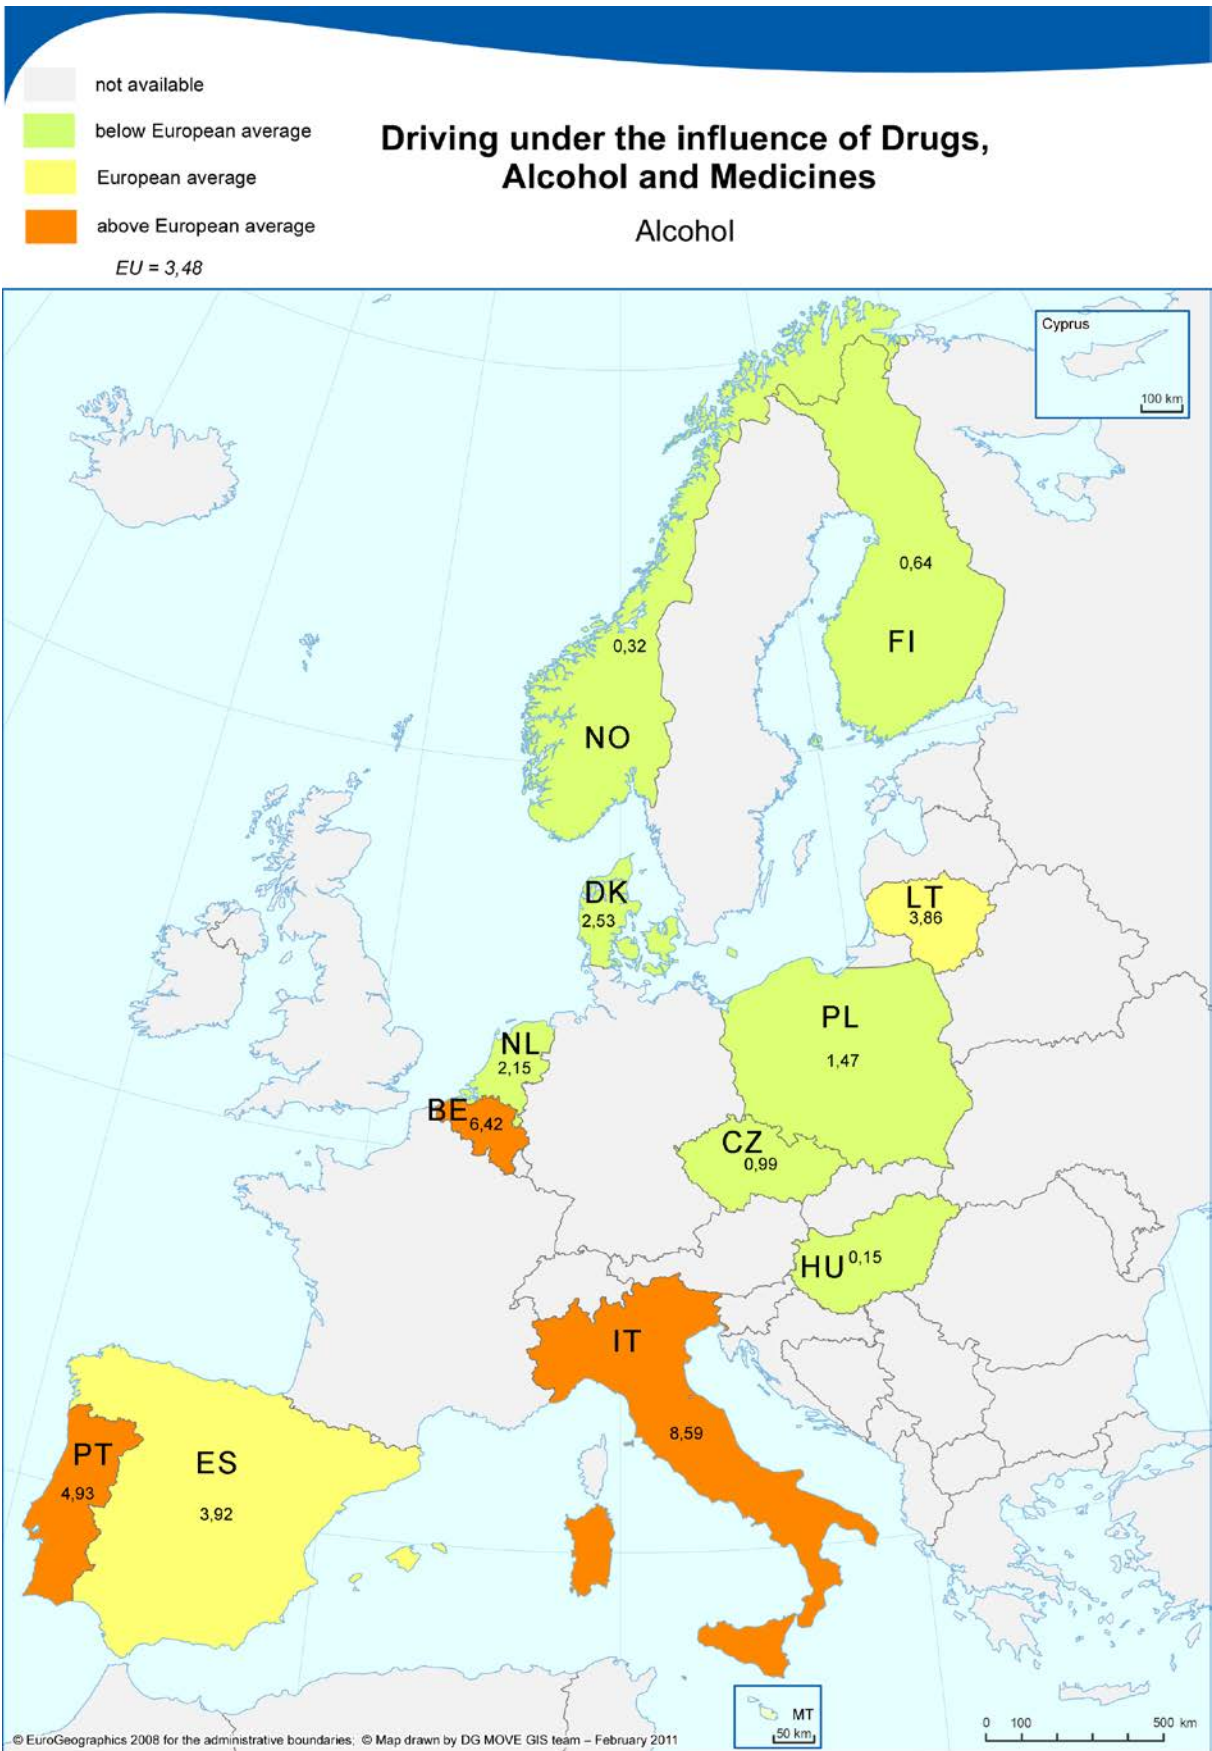 not available
below European average
European average
above European average
EU = 3,48
Driving under the influence of Drugs,
Alcohol and Medicines
Alcohol
Cyprus
100 km
0,64
FI
0,32
NO
DK
2,53
LT
3,86
PL
1,47
NL
2,15
BE
6,42
CZ
0,99
HU
0,15
IT
8,59
PT
4,93
ES
3,92
MT
50 km
0 100 500 km
© EuroGeographics 2008 for the administrative boundaries; © Map drawn by DG MOVE GIS team – February 2011